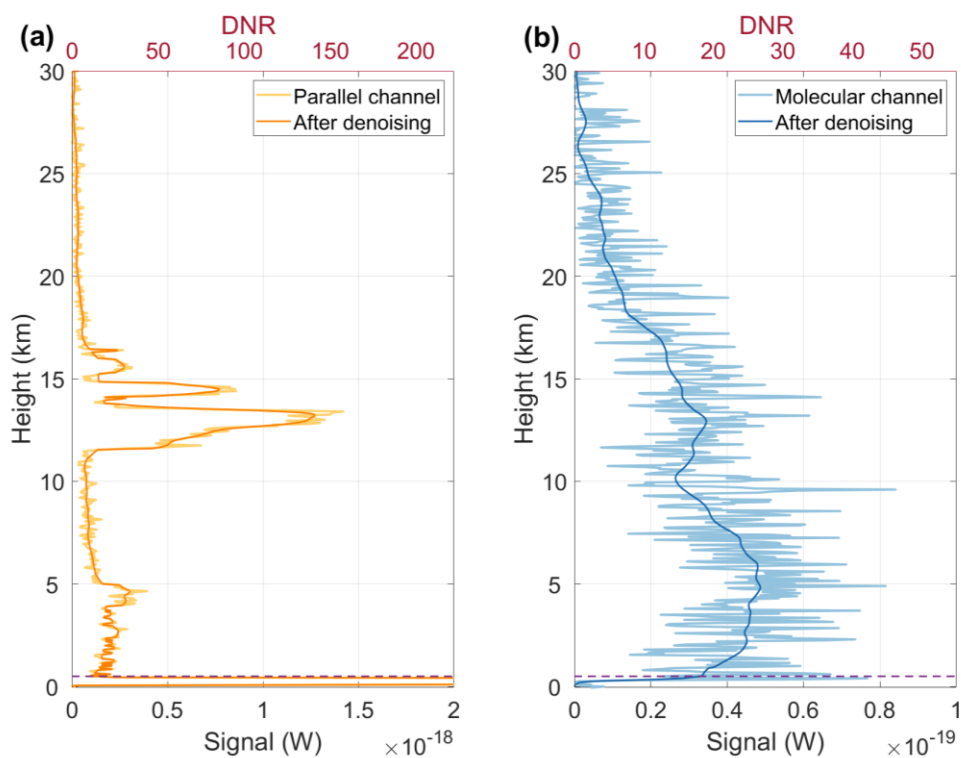 (a)
DNR
0 50 100 150 200
30
25
20
15
10
5
0
Height (km)
Parallel channel
After denoising
0 0.5 1 1.5 2
Signal (W)
×10^-18
(b)
DNR
0 10 20 30 40 50
30
25
20
15
10
5
0
Height (km)
Molecular channel
After denoising
0 0.2 0.4 0.6 0.8 1
Signal (W)
×10^-19